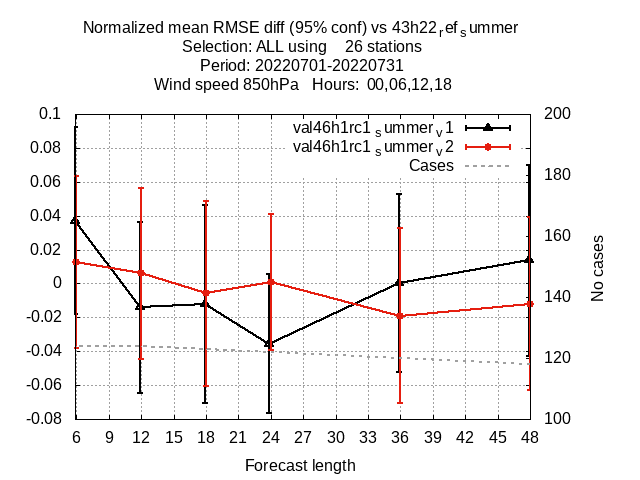 Normalized mean RMSE diff (95% conf) vs 43h22_ref_summer
Selection: ALL using 26 stations
Period: 20220701-20220731
Wind speed 850hPa Hours: 00,06,12,18
val46h1rc1_summer_v1
val46h1rc1_summer_v2
Cases
0.1
0.08
0.06
0.04
0.02
0
-0.02
-0.04
-0.06
-0.08
200
180
160
140
120
100
No cases
6 9 12 15 18 21 24 27 30 33 36 39 42 45 48
Forecast length